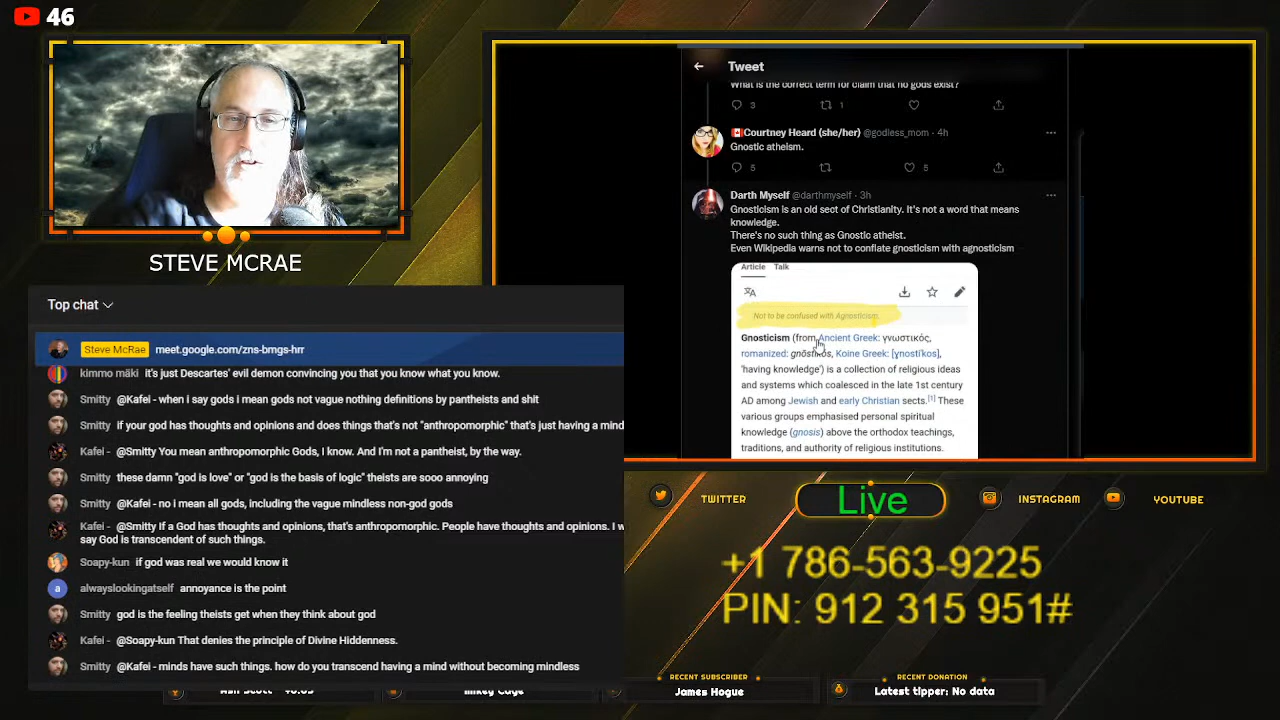 46
STEVE MCRAE
Top chat
Steve McRae meet.google.com/zns-bmgs-hrr
kimmo mäki it's just Descartes' evil demon convincing you that you know what you know.
Smitty @Kafei - when i say gods i mean gods not vague nothing definitions by pantheists and shit
Smitty if your god has thoughts and opinions and does things that's not "anthropomorphic" that's just having a mind
Kafei - @Smitty You mean anthropomorphic Gods, I know. And I'm not a pantheist, by the way.
Smitty these damn "god is love" or "god is the basis of logic" theists are sooo annoying
Smitty @Kafei - no i mean all gods, including the vague mindless non-god gods
Kafei - @Smitty If a God has thoughts and opinions, that's anthropomorphic. People have thoughts and opinions. I
say God is transcendent of such things.
Soapy-kun if god was real we would know it
a alwayslookingatself annoyance is the point
Smitty god is the feeling theists get when they think about god
Kafei - @Soapy-kun That denies the principle of Divine Hiddenness.
Smitty @Kafei - minds have such things. how do you transcend having a mind without becoming mindless
Tweet
What is the correct term for claim that no gods exist?
3 1
Courtney Heard (she/her) @godless_mom · 4h
Gnostic atheism.
5 5
Darth Myself @darthmyself · 3h
Gnosticism is an old sect of Christianity. It's not a word that means
knowledge.
There's no such thing as Gnostic atheist.
Even Wikipedia warns not to conflate gnosticism with agnosticism
Article Talk
Not to be confused with Agnosticism.
Gnosticism (from Ancient Greek: γνωστικός,
romanized: gnōstikós, Koine Greek: [ɣnostiˈkos],
'having knowledge') is a collection of religious ideas
and systems which coalesced in the late 1st century
AD among Jewish and early Christian sects.[1] These
various groups emphasised personal spiritual
knowledge (gnosis) above the orthodox teachings,
traditions, and authority of religious institutions.
TWITTER Live INSTAGRAM YOUTUBE
+1 786-563-9225
PIN: 912 315 951#
RECENT SUBSCRIBER
James Hogue
RECENT DONATION
Latest tipper: No data